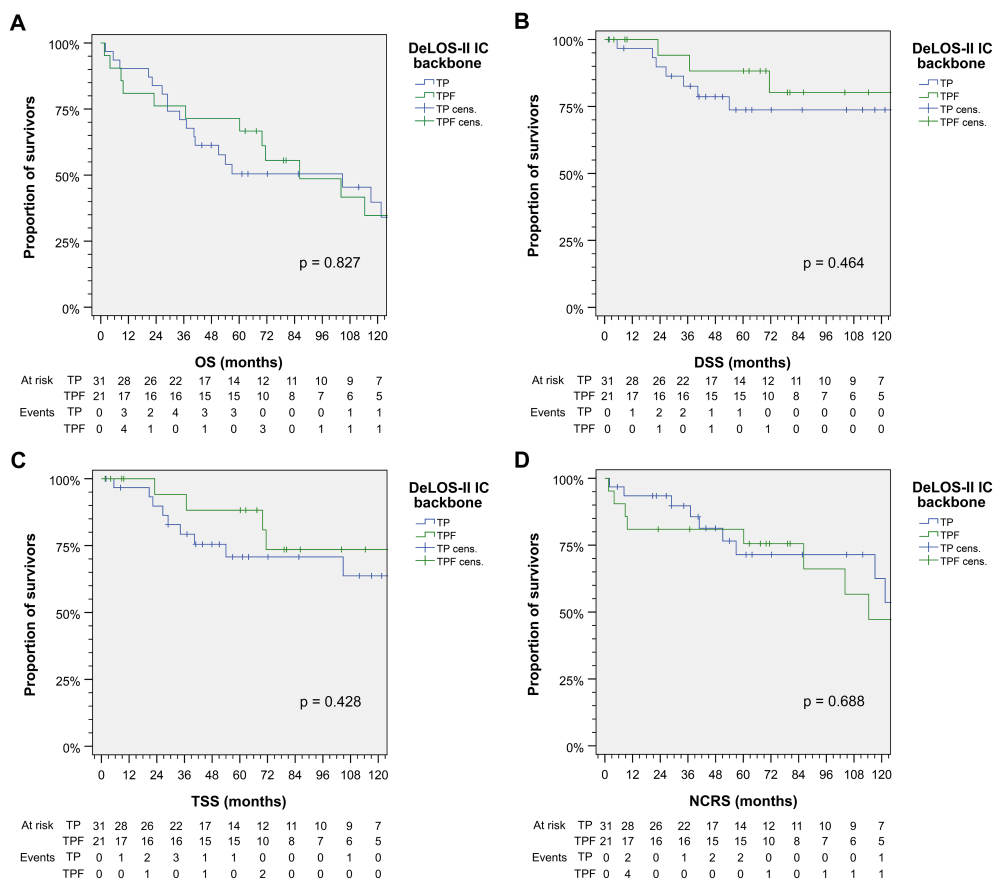 A
DeLOS-II IC
backbone
TP
TPF
TP cens.
TPF cens.
Proportion of survivors
100%
75%
50%
25%
0%
p = 0.827
0 12 24 36 48 60 72 84 96 108 120
OS (months)
At risk TP 31 28 26 22 17 14 12 11 10 9 7
TPF 21 17 16 16 15 15 10 8 7 6 5
Events TP 0 3 2 4 3 3 0 0 0 1 1
TPF 0 4 1 0 1 0 3 0 1 1 1
B
DeLOS-II IC
backbone
TP
TPF
TP cens.
TPF cens.
Proportion of survivors
100%
75%
50%
25%
0%
p = 0.464
0 12 24 36 48 60 72 84 96 108 120
DSS (months)
At risk TP 31 28 26 22 17 14 12 11 10 9 7
TPF 21 17 16 16 15 15 10 8 7 6 5
Events TP 0 1 2 2 1 1 0 0 0 0 0
TPF 0 0 1 0 1 0 1 0 0 0 0
C
DeLOS-II IC
backbone
TP
TPF
TP cens.
TPF cens.
Proportion of survivors
100%
75%
50%
25%
0%
p = 0.428
0 12 24 36 48 60 72 84 96 108 120
TSS (months)
At risk TP 31 28 26 22 17 14 12 11 10 9 7
TPF 21 17 16 16 15 15 10 8 7 6 5
Events TP 0 1 2 3 1 1 0 0 0 1 0
TPF 0 0 1 0 1 0 2 0 0 0 0
D
DeLOS-II IC
backbone
TP
TPF
TP cens.
TPF cens.
Proportion of survivors
100%
75%
50%
25%
0%
p = 0.688
0 12 24 36 48 60 72 84 96 108 120
NCRS (months)
At risk TP 31 28 26 22 17 14 12 11 10 9 7
TPF 21 17 16 16 15 15 10 8 7 6 5
Events TP 0 2 0 1 2 2 0 0 0 0 1
TPF 0 4 0 0 0 0 1 0 1 1 1